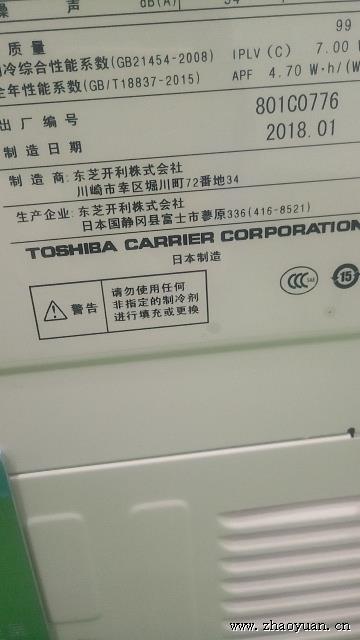 噪 声 dB(A) 54
质 量 99
制冷综合性能系数(GB21454-2008) IPLV(C) 7.00 W
全年性能系数(GB/T18837-2015) APF 4.70 W·h/(W
出厂编号 801C0776
制造日期 2018.01
制 造 商: 东芝开利株式会社
川崎市幸区堀川町72番地34
生产企业: 东芝开利株式会社
日本国静冈县富士市蓼原336(416-8521)
TOSHIBA CARRIER CORPORATION
日本制造
警告
请勿使用任何
非指定的制冷剂
进行填充或更换
CCC
15
www.zhaoyuan.cn